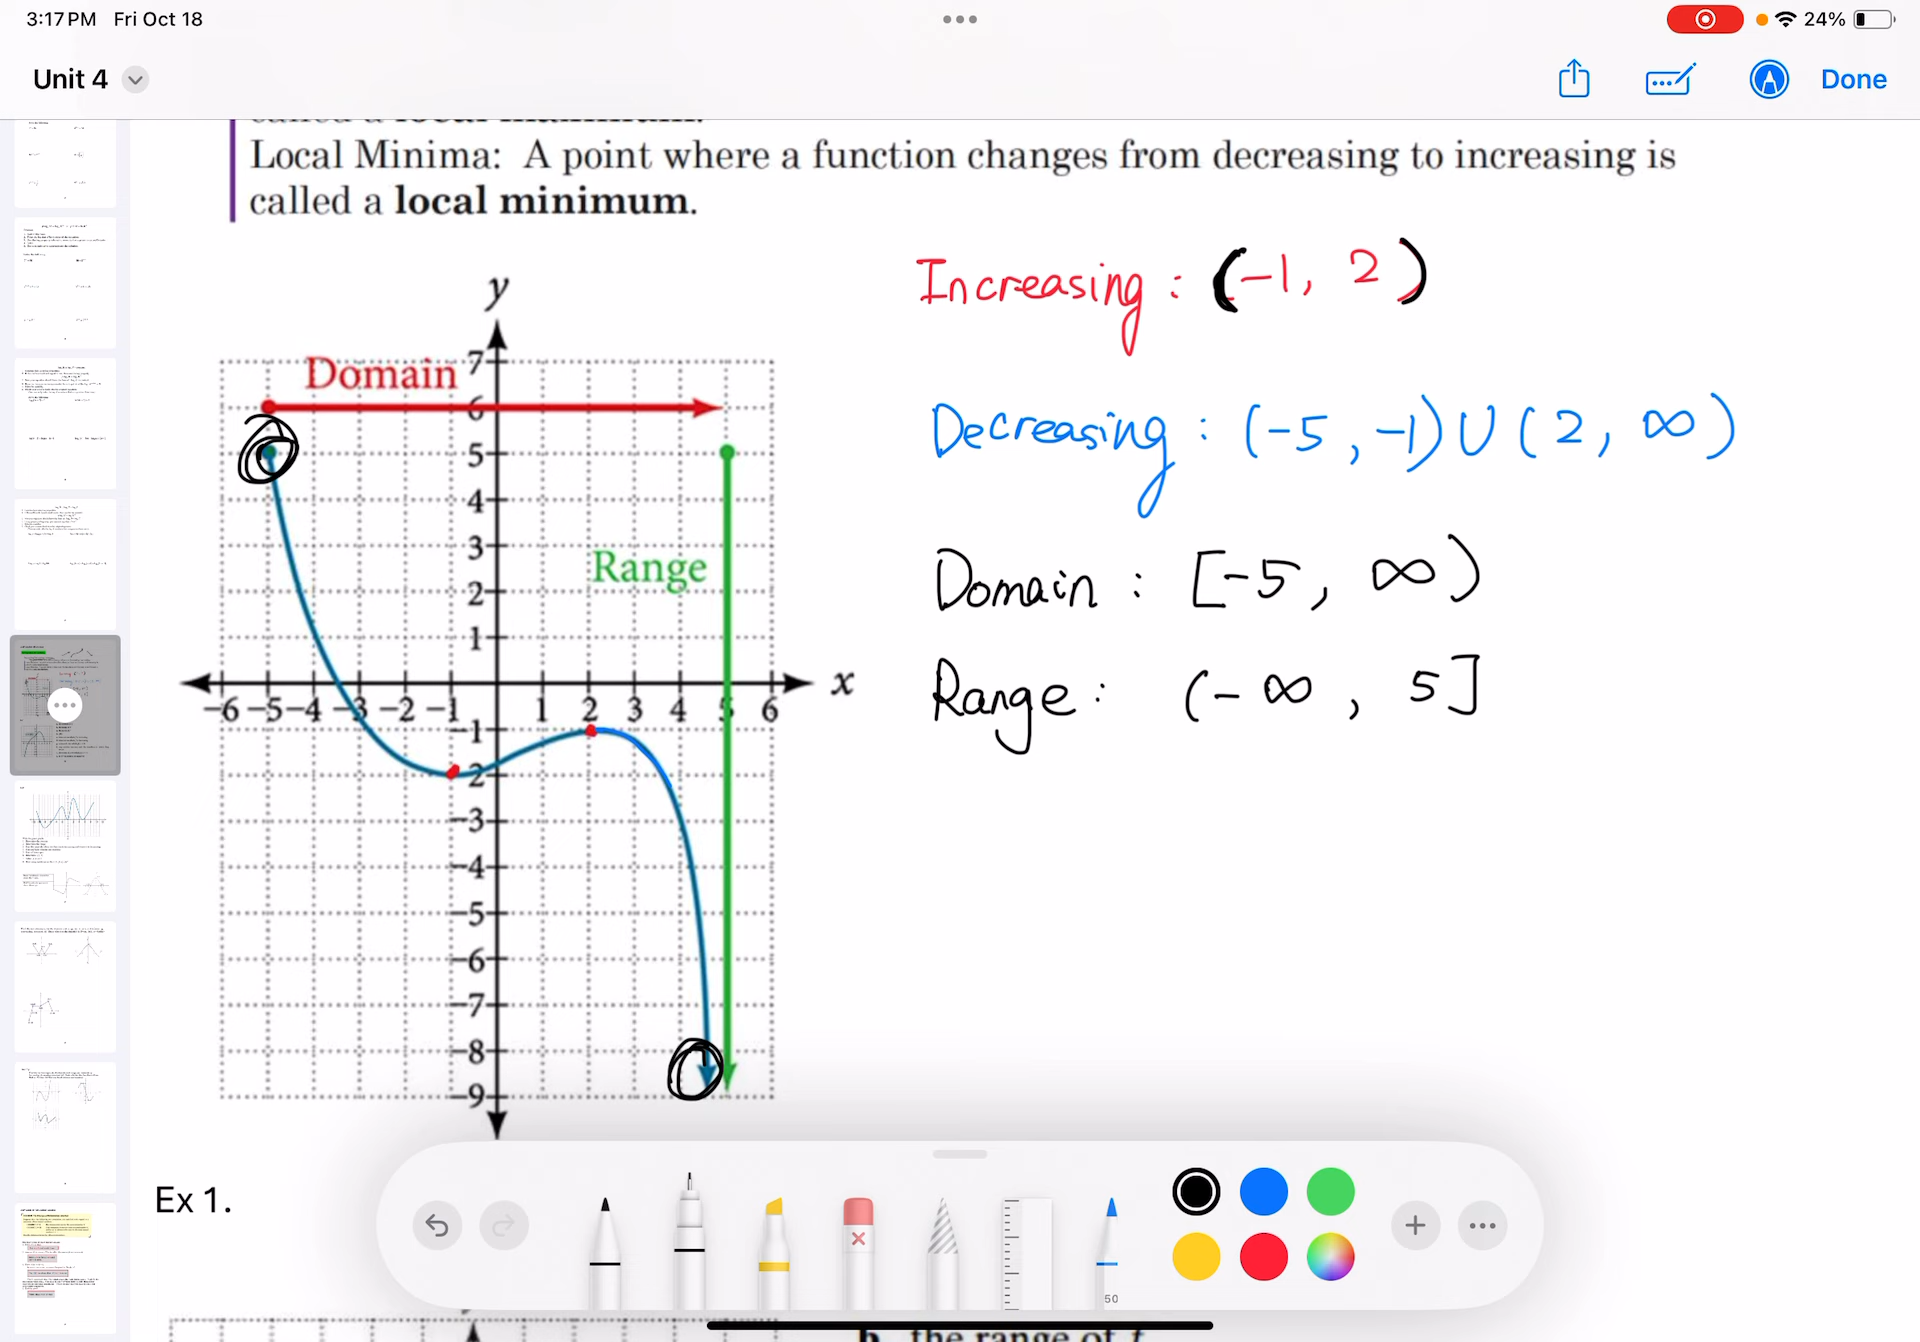 3:17 PM Fri Oct 18
24%
Unit 4
Done
Local Minima: A point where a function changes from decreasing to increasing is
called a local minimum.
Increasing : (-1, 2)
Decreasing : (-5, -1) ∪ (2, ∞)
Domain : [-5, ∞)
Range : (-∞, 5]
y
7
Domain
6
5
4
3
Range
2
1
x
-6 -5 -4 -3 -2 -1 1 2 3 4 5 6
-1
-2
-3
-4
-5
-6
-7
-8
-9
Ex 1.
50
the range of f